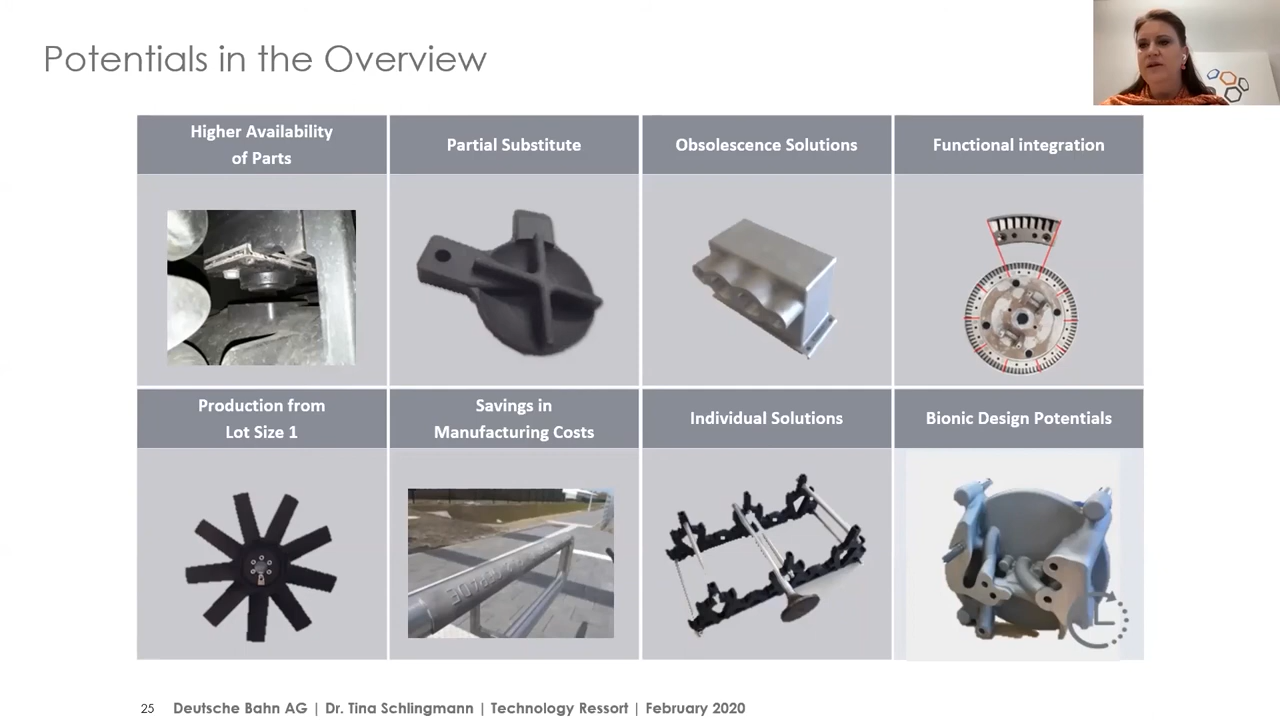 Potentials in the Overview
Higher Availability
of Parts
Partial Substitute
Obsolescence Solutions
Functional integration
Production from
Lot Size 1
Savings in
Manufacturing Costs
Individual Solutions
Bionic Design Potentials
25 Deutsche Bahn AG | Dr. Tina Schlingmann | Technology Ressort | February 2020